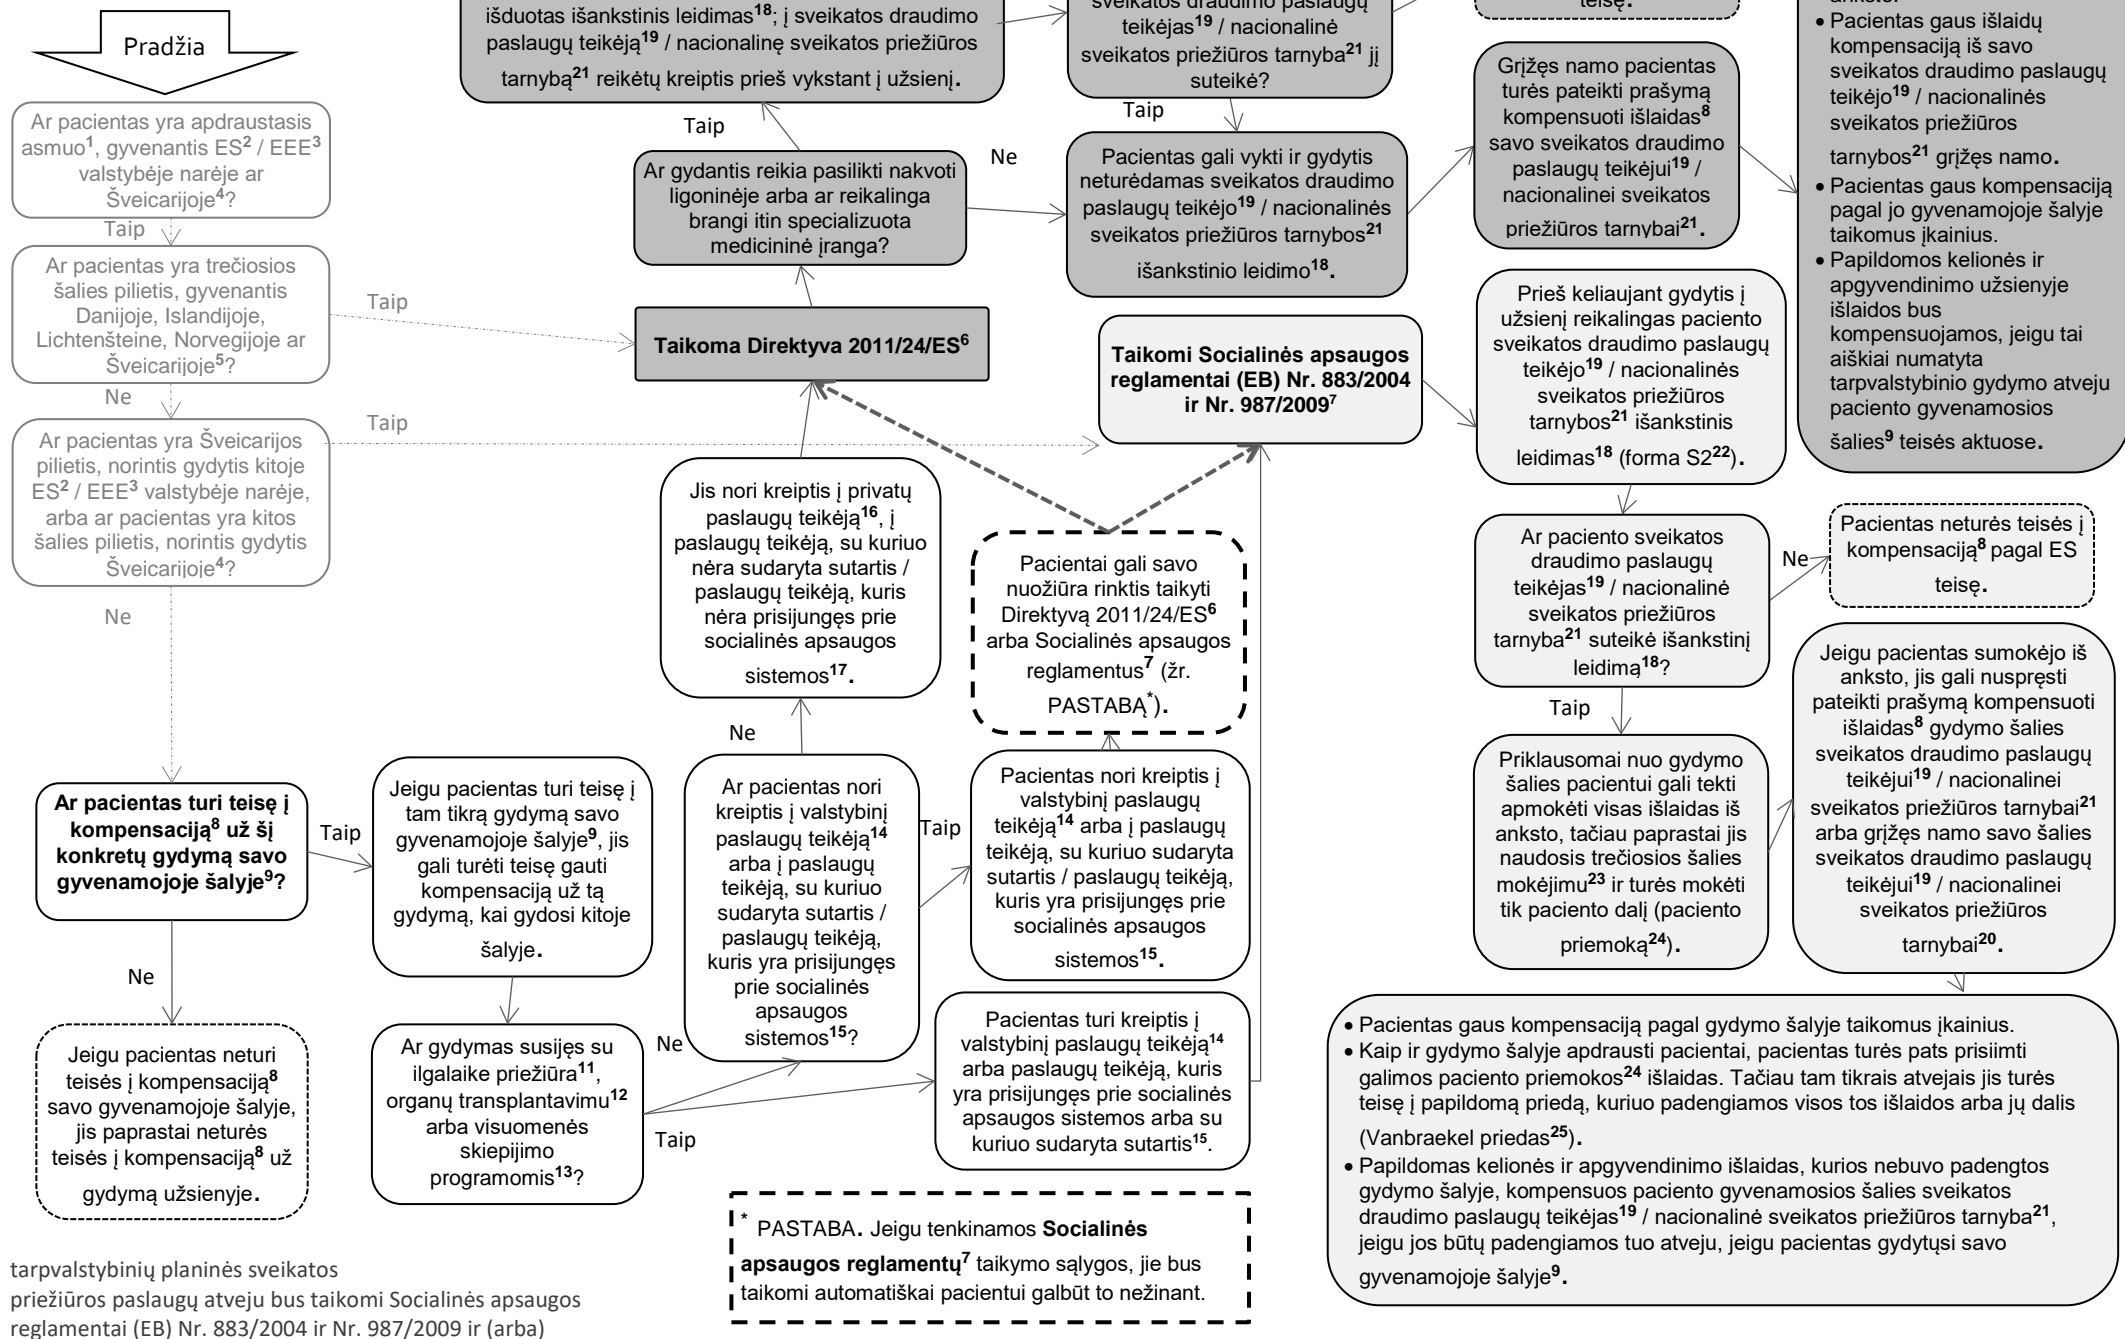 Pradžia
Ar pacientas yra apdraustasis
asmuo1, gyvenantis ES2 / EEE3
valstybėje narėje ar
Šveicarijoje4?
Taip
Ar pacientas yra trečiosios
šalies pilietis, gyvenantis
Danijoje, Islandijoje,
Lichtenšteine, Norvegijoje ar
Šveicarijoje5?
Taip
Ne
Ar pacientas yra Šveicarijos
pilietis, norintis gydytis kitoje
ES2 / EEE3 valstybėje narėje,
arba ar pacientas yra kitos
šalies pilietis, norintis gydytis
Šveicarijoje4?
Taip
Ne
Ar pacientas turi teisę į
kompensaciją8 už šį
konkretų gydymą savo
gyvenamojoje šalyje9?
Taip
Ne
Jeigu pacientas neturi
teisės į kompensaciją8
savo gyvenamojoje šalyje,
jis paprastai neturės
teisės į kompensaciją8 už
gydymą užsienyje.
Jeigu pacientas turi teisę į
tam tikrą gydymą savo
gyvenamojoje šalyje9, jis
gali turėti teisę gauti
kompensaciją už tą
gydymą, kai gydosi kitoje
šalyje.
Ar gydymas susijęs su
ilgalaike priežiūra11,
organų transplantavimu12
arba visuomenės
skiepijimo
programomis13?
Ne
Taip
Ar pacientas nori
kreiptis į valstybinį
paslaugų teikėją14
arba į paslaugų
teikėją, su kuriuo
sudaryta sutartis /
paslaugų teikėją,
kuris yra prisijungęs
prie socialinės
apsaugos
sistemos15?
Ne
Taip
Jis nori kreiptis į privatų
paslaugų teikėją16, į
paslaugų teikėją, su kuriuo
nėra sudaryta sutartis /
paslaugų teikėją, kuris
nėra prisijungęs prie
socialinės apsaugos
sistemos17.
Pacientas nori kreiptis į
valstybinį paslaugų
teikėją14 arba į paslaugų
teikėją, su kuriuo sudaryta
sutartis / paslaugų teikėją,
kuris yra prisijungęs prie
socialinės apsaugos
sistemos15.
Pacientas turi kreiptis į
valstybinį paslaugų teikėją14
arba paslaugų teikėją, kuris
yra prisijungęs prie socialinės
apsaugos sistemos arba su
kuriuo sudaryta sutartis15.
Pacientai gali savo
nuožiūra rinktis taikyti
Direktyvą 2011/24/ES6
arba Socialinės apsaugos
reglamentus7 (žr.
PASTABĄ*).
* PASTABA. Jeigu tenkinamos Socialinės
apsaugos reglamentų7 taikymo sąlygos, jie bus
taikomi automatiškai pacientui galbūt to nežinant.
Taikoma Direktyva 2011/24/ES6
Ar gydantis reikia pasilikti nakvoti
ligoninėje arba ar reikalinga
brangi itin specializuota
medicininė įranga?
Taip
Ne
išduotas išankstinis leidimas18; į sveikatos draudimo
paslaugų teikėją19 / nacionalinę sveikatos priežiūros
tarnybą21 reikėtų kreiptis prieš vykstant į užsienį.
sveikatos draudimo paslaugų
teikėjas19 / nacionalinė
sveikatos priežiūros tarnyba21 jį
suteikė?
Taip
teisę.
Pacientas gali vykti ir gydytis
neturėdamas sveikatos draudimo
paslaugų teikėjo19 / nacionalinės
sveikatos priežiūros tarnybos21
išankstinio leidimo18.
Grįžęs namo pacientas
turės pateikti prašymą
kompensuoti išlaidas8
savo sveikatos draudimo
paslaugų teikėjui19 /
nacionalinei sveikatos
priežiūros tarnybai21.
anksto.
• Pacientas gaus išlaidų
kompensaciją iš savo
sveikatos draudimo paslaugų
teikėjo19 / nacionalinės
sveikatos priežiūros
tarnybos21 grįžęs namo.
• Pacientas gaus kompensaciją
pagal jo gyvenamojoje šalyje
taikomus įkainius.
• Papildomos kelionės ir
apgyvendinimo užsienyje
išlaidos bus
kompensuojamos, jeigu tai
aiškiai numatyta
tarpvalstybinio gydymo atveju
paciento gyvenamosios
šalies9 teisės aktuose.
Taikomi Socialinės apsaugos
reglamentai (EB) Nr. 883/2004
ir Nr. 987/20097
Prieš keliaujant gydytis į
užsienį reikalingas paciento
sveikatos draudimo paslaugų
teikėjo19 / nacionalinės
sveikatos priežiūros
tarnybos21 išankstinis
leidimas18 (forma S222).
Ar paciento sveikatos
draudimo paslaugų
teikėjas19 / nacionalinė
sveikatos priežiūros
tarnyba21 suteikė išankstinį
leidimą18?
Ne
Pacientas neturės teisės į
kompensaciją8 pagal ES
teisę.
Taip
Priklausomai nuo gydymo
šalies pacientui gali tekti
apmokėti visas išlaidas iš
anksto, tačiau paprastai jis
naudosis trečiosios šalies
mokėjimu23 ir turės mokėti
tik paciento dalį (paciento
priemoką24).
Jeigu pacientas sumokėjo iš
anksto, jis gali nuspręsti
pateikti prašymą kompensuoti
išlaidas8 gydymo šalies
sveikatos draudimo paslaugų
teikėjui19 / nacionalinei
sveikatos priežiūros tarnybai21
arba grįžęs namo savo šalies
sveikatos draudimo paslaugų
teikėjui19 / nacionalinei
sveikatos priežiūros
tarnybai20.
• Pacientas gaus kompensaciją pagal gydymo šalyje taikomus įkainius.
• Kaip ir gydymo šalyje apdrausti pacientai, pacientas turės pats prisiimti
galimos paciento priemokos24 išlaidas. Tačiau tam tikrais atvejais jis turės
teisę į papildomą priedą, kuriuo padengiamos visos tos išlaidos arba jų dalis
(Vanbraekel priedas25).
• Papildomas kelionės ir apgyvendinimo išlaidas, kurios nebuvo padengtos
gydymo šalyje, kompensuos paciento gyvenamosios šalies sveikatos
draudimo paslaugų teikėjas19 / nacionalinė sveikatos priežiūros tarnyba21,
jeigu jos būtų padengiamos tuo atveju, jeigu pacientas gydytųsi savo
gyvenamojoje šalyje9.
tarpvalstybinių planinės sveikatos
priežiūros paslaugų atveju bus taikomi Socialinės apsaugos
reglamentai (EB) Nr. 883/2004 ir Nr. 987/2009 ir (arba)